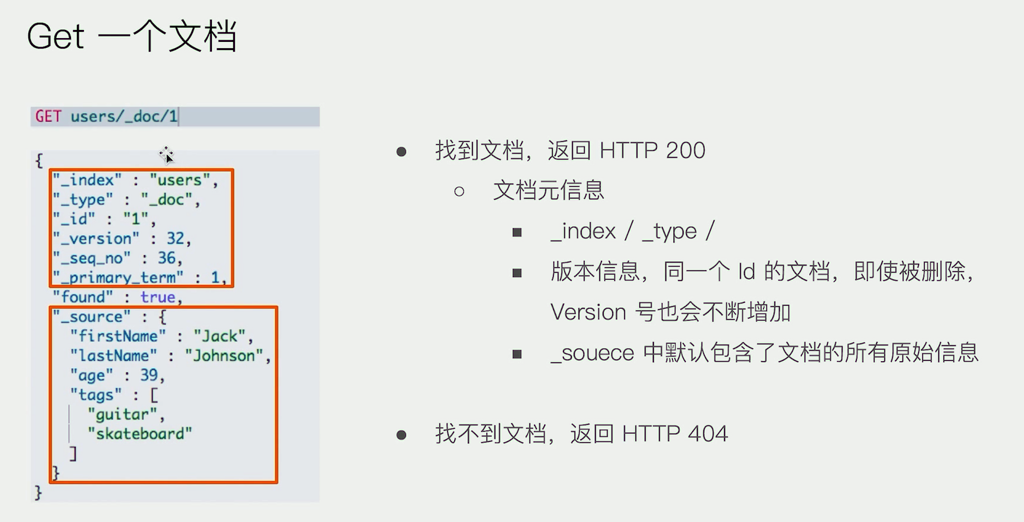 Get 一个文档
GET users/_doc/1
{
"_index" : "users",
"_type" : "_doc",
"_id" : "1",
"_version" : 32,
"_seq_no" : 36,
"_primary_term" : 1,
"found" : true,
"_source" : {
"firstName" : "Jack",
"lastName" : "Johnson",
"age" : 39,
"tags" : [
"guitar",
"skateboard"
]
}
}
● 找到文档，返回 HTTP 200
○ 文档元信息
■ _index / _type /
■ 版本信息，同一个 Id 的文档，即使被删除，
Version 号也会不断增加
■ _souece 中默认包含了文档的所有原始信息
● 找不到文档，返回 HTTP 404